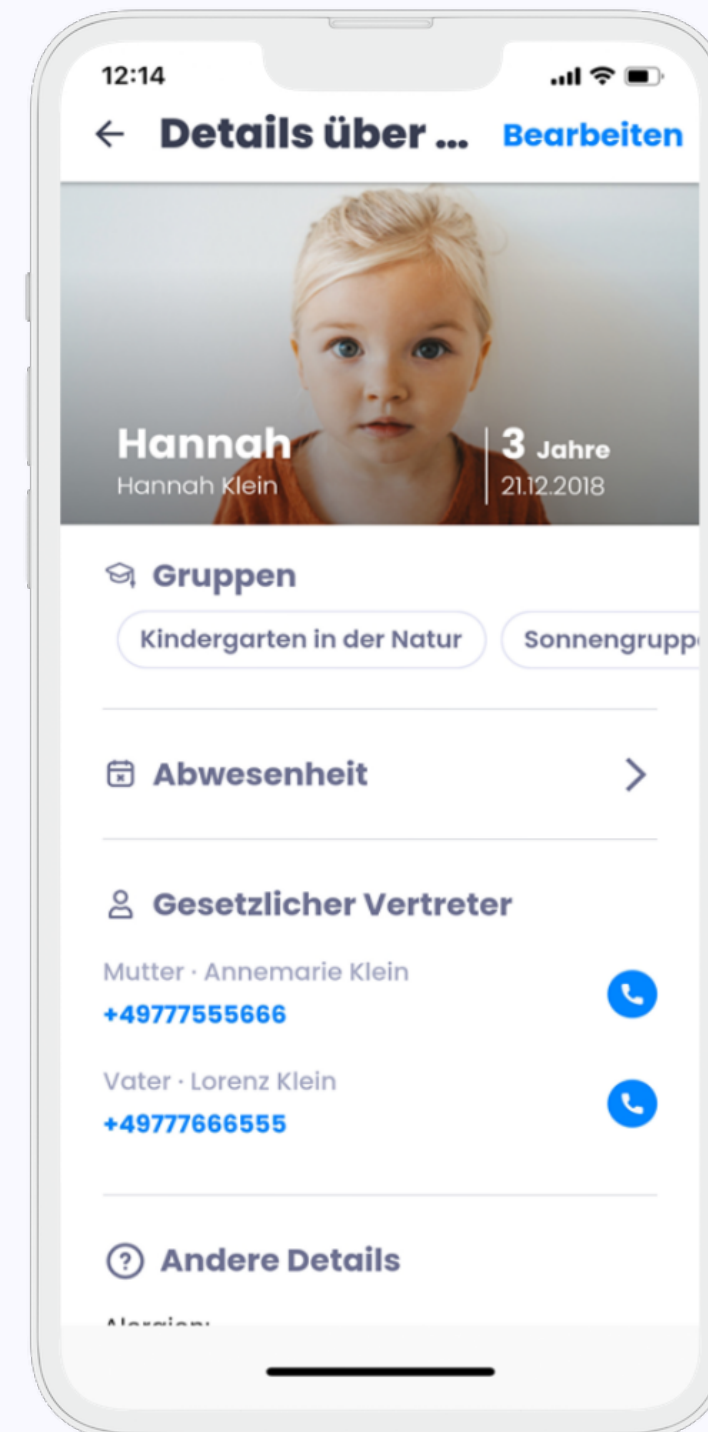 12:14
Details über ... Bearbeiten
Hannah 3 Jahre
Hannah Klein 21.12.2018
Gruppen
Kindergarten in der Natur Sonnengruppe
Abwesenheit
Gesetzlicher Vertreter
Mutter · Annemarie Klein
+49777555666
Vater · Lorenz Klein
+49777666555
Andere Details